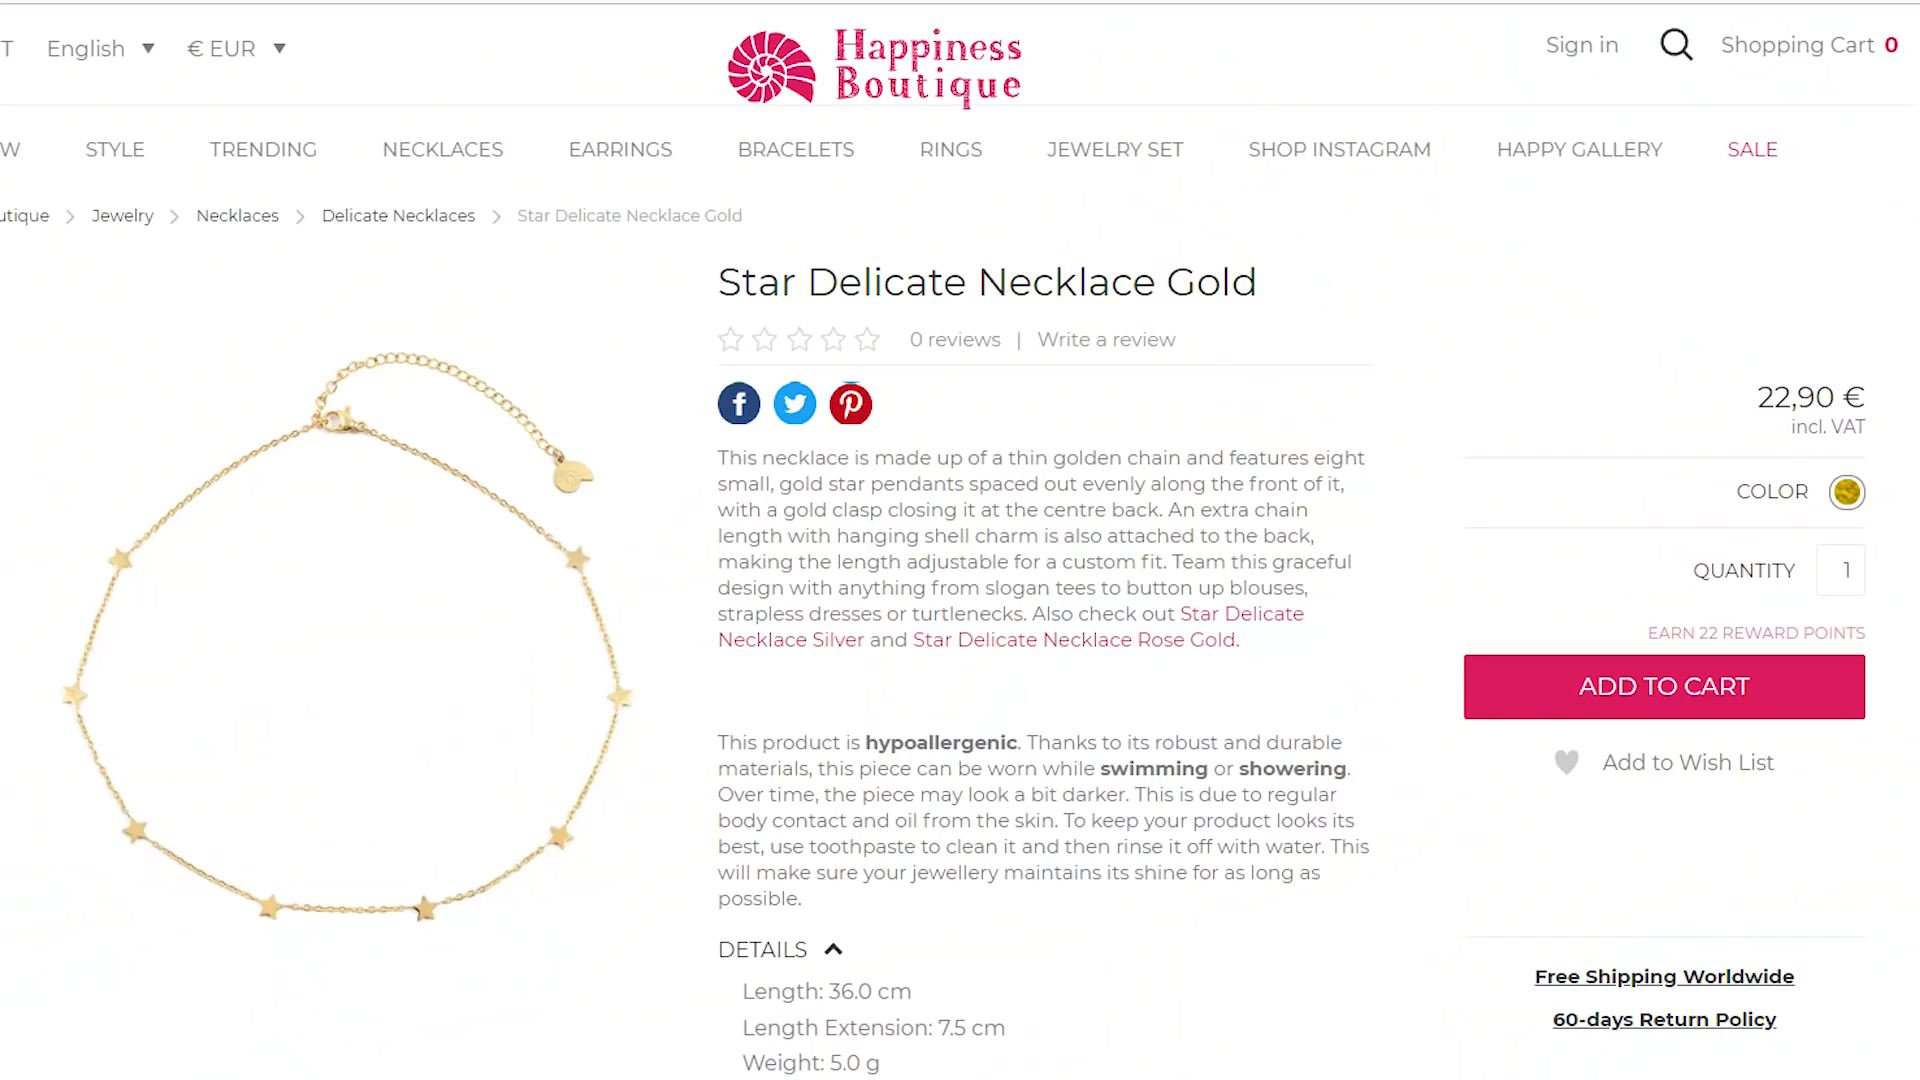 T English ▼ € EUR ▼
Happiness
Boutique
Sign in
Shopping Cart 0
W STYLE TRENDING NECKLACES EARRINGS BRACELETS RINGS JEWELRY SET SHOP INSTAGRAM HAPPY GALLERY SALE
utique > Jewelry > Necklaces > Delicate Necklaces > Star Delicate Necklace Gold
Star Delicate Necklace Gold
0 reviews | Write a review
This necklace is made up of a thin golden chain and features eight
small, gold star pendants spaced out evenly along the front of it,
with a gold clasp closing it at the centre back. An extra chain
length with hanging shell charm is also attached to the back,
making the length adjustable for a custom fit. Team this graceful
design with anything from slogan tees to button up blouses,
strapless dresses or turtlenecks. Also check out Star Delicate
Necklace Silver and Star Delicate Necklace Rose Gold.
This product is hypoallergenic. Thanks to its robust and durable
materials, this piece can be worn while swimming or showering.
Over time, the piece may look a bit darker. This is due to regular
body contact and oil from the skin. To keep your product looks its
best, use toothpaste to clean it and then rinse it off with water. This
will make sure your jewellery maintains its shine for as long as
possible.
DETAILS
Length: 36.0 cm
Length Extension: 7.5 cm
Weight: 5.0 g
22,90 €
incl. VAT
COLOR
QUANTITY 1
EARN 22 REWARD POINTS
ADD TO CART
Add to Wish List
Free Shipping Worldwide
60-days Return Policy